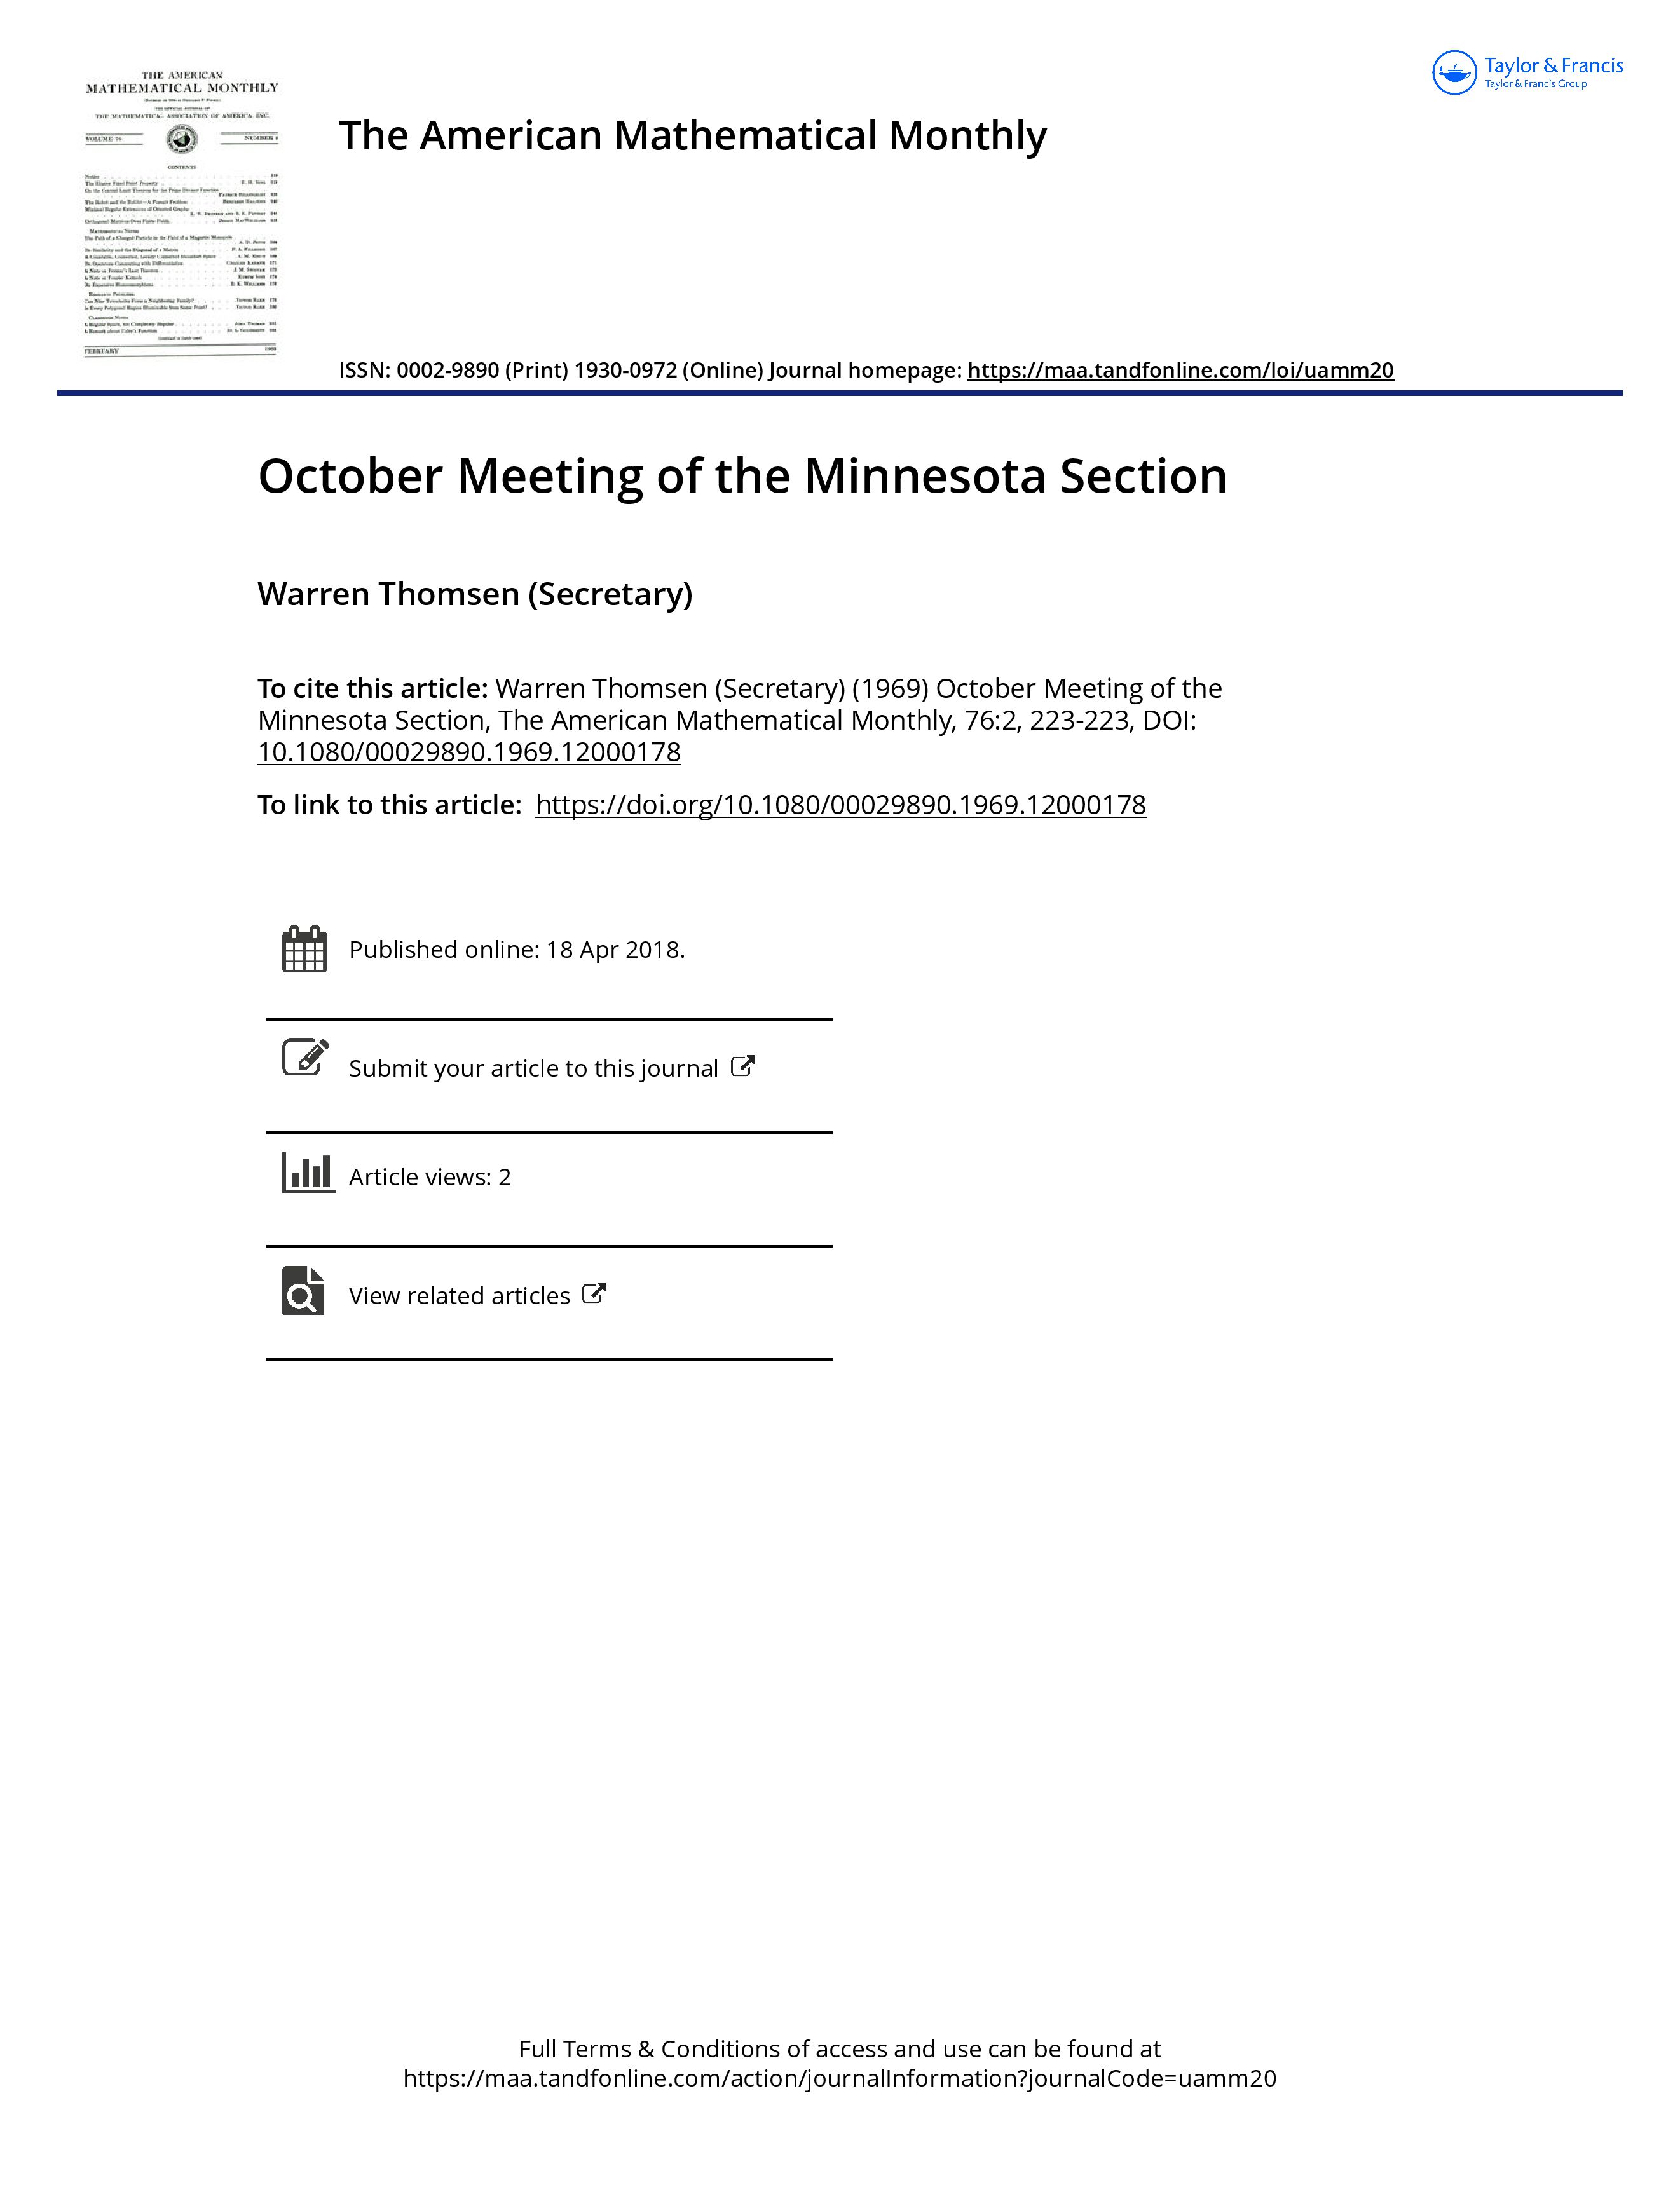 THE AMERICAN
MATHEMATICAL MONTHLY
THE OFFICIAL JOURNAL OF
THE MATHEMATICAL ASSOCIATION OF AMERICA, INC.
VOLUME 76
NUMBER
CONTENTS
FEBRUARY
Taylor & Francis
Taylor & Francis Group
The American Mathematical Monthly
ISSN: 0002-9890 (Print) 1930-0972 (Online) Journal homepage: https://maa.tandfonline.com/loi/uamm20
October Meeting of the Minnesota Section
Warren Thomsen (Secretary)
To cite this article: Warren Thomsen (Secretary) (1969) October Meeting of the
Minnesota Section, The American Mathematical Monthly, 76:2, 223-223, DOI:
10.1080/00029890.1969.12000178
To link to this article: https://doi.org/10.1080/00029890.1969.12000178
Published online: 18 Apr 2018.
Submit your article to this journal
Article views: 2
View related articles
Full Terms & Conditions of access and use can be found at
https://maa.tandfonline.com/action/journalInformation?journalCode=uamm20